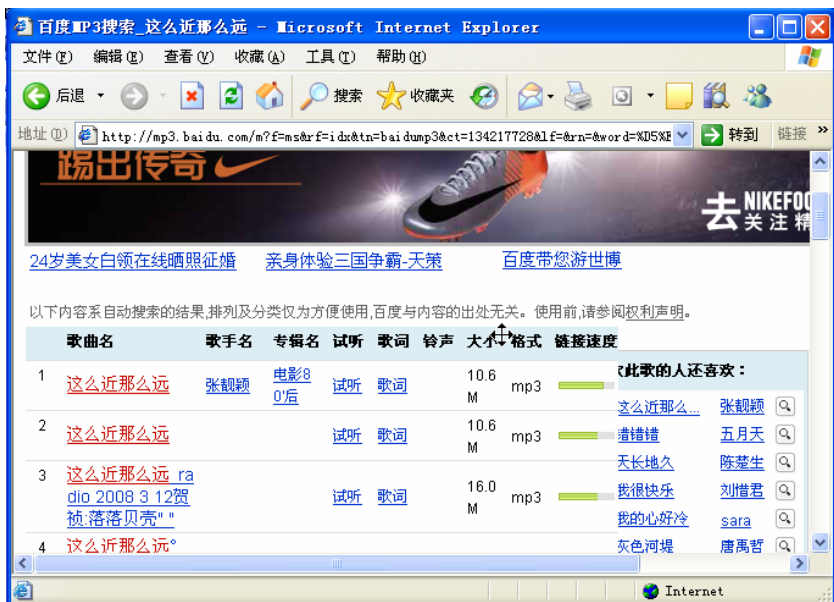 百度MP3搜索_这么近那么远 - Microsoft Internet Explorer
文件(F) 编辑(E) 查看(V) 收藏(A) 工具(T) 帮助(H)
后退 搜索 收藏夹
地址(D) http://mp3.baidu.com/m?f=ms&rf=idx&tn=baidump3&ct=134217728&lf=&rn=&word=%D5%E 转到 链接 »
踢出传奇
去 NIKEFOO
关注精
24岁美女白领在线晒照征婚 亲身体验三国争霸-天策 百度带您游世博
以下内容系自动搜索的结果,排列及分类仅为方便使用,百度与内容的出处无关。使用前,请参阅权利声明。
歌曲名 歌手名 专辑名 试听 歌词 铃声 大小 格式 链接速度
此歌的人还喜欢:
1 这么近那么远 张靓颖 电影8
0'后 试听 歌词 10.6
M mp3
这么近那么... 张靓颖
2 这么近那么远 试听 歌词 10.6
M mp3
错错错 五月天
3 这么近那么远_ra
dio 2008 3 12贺
祯:落落贝壳" " 试听 歌词 16.0
M mp3
天长地久 陈楚生
我很快乐 刘惜君
我的心好冷 sara
4 这么近那么远°
灰色河堤 唐禹哲
Internet